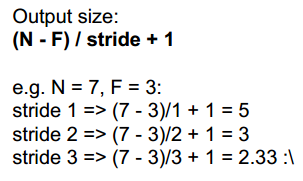 Output size:
(N - F) / stride + 1
e.g. N = 7, F = 3:
stride 1 => (7 - 3)/1 + 1 = 5
stride 2 => (7 - 3)/2 + 1 = 3
stride 3 => (7 - 3)/3 + 1 = 2.33 :\